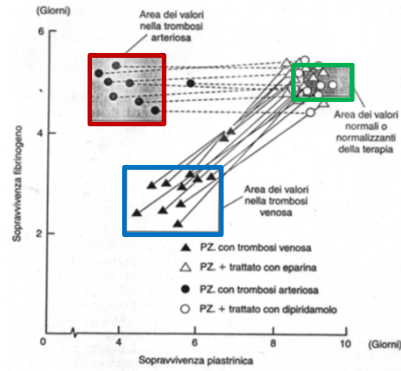 (Giorni)
Area dei valori
nella trombosi
arteriosa
6
4
2
0
Sopravvivenza fibrinogeno
Area dei valori
normali o
normalizzanti
della terapia
Area dei valori
nella trombosi
venosa
▲ PZ. con trombosi venosa
△ PZ. + trattato con eparina
● PZ. con trombosi arteriosa
○ PZ. + trattato con dipiridamolo
0 4 6 8 10 (Giorni)
Sopravvivenza piastrinica